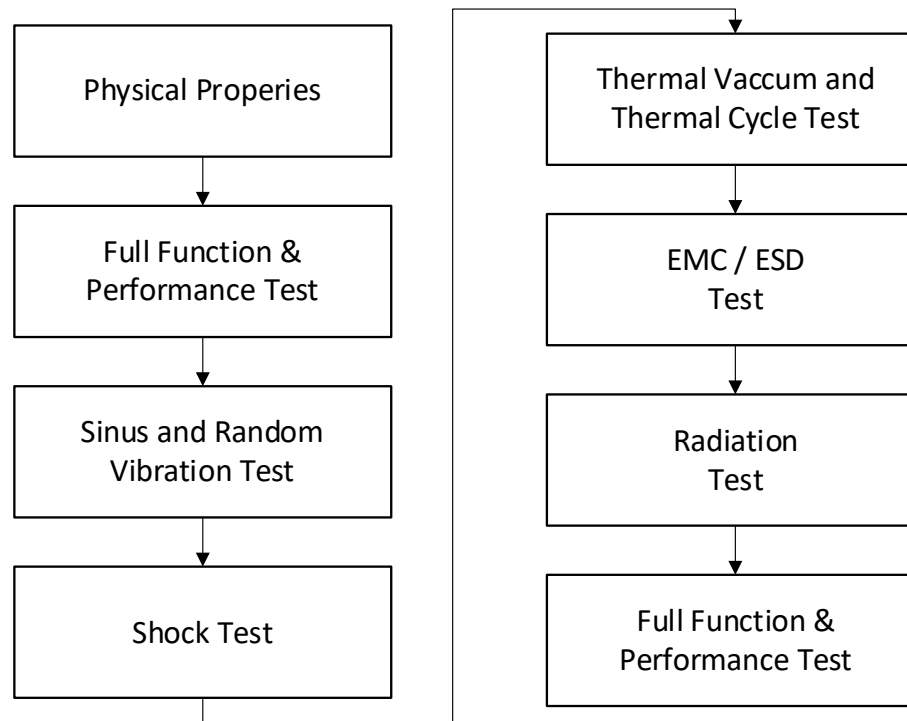 Physical Properies
Full Function &
Performance Test
Sinus and Random
Vibration Test
Shock Test
Thermal Vaccum and
Thermal Cycle Test
EMC / ESD
Test
Radiation
Test
Full Function &
Performance Test